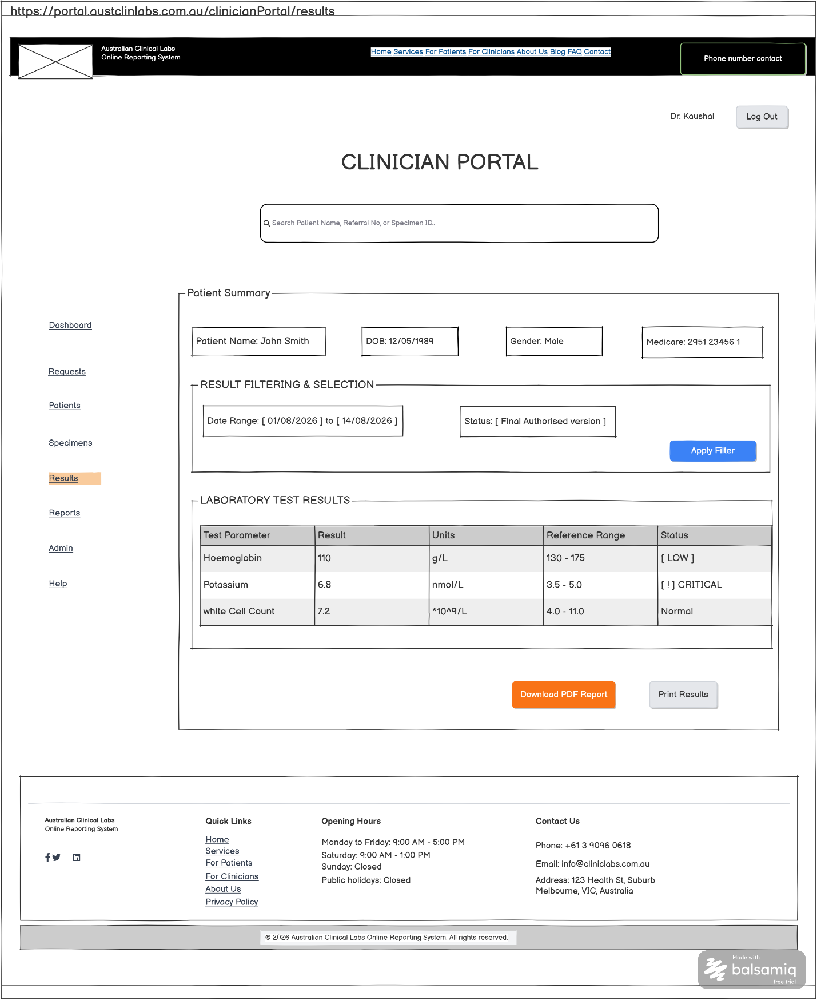 https://portal.austclinlabs.com.au/clinicianPortal/results
Australian Clinical Labs
Online Reporting System
Home Services For Patients For Clinicians About Us Blog FAQ Contact
Phone number contact
Dr. Kaushal
Log Out
CLINICIAN PORTAL
Search Patient Name, Referral No, or Specimen ID..
Dashboard
Requests
Patients
Specimens
Results
Reports
Admin
Help
Patient Summary
Patient Name: John Smith
DOB: 12/05/1989
Gender: Male
Medicare: 2951 23456 1
RESULT FILTERING & SELECTION
Date Range: [ 01/08/2026 ] to [ 14/08/2026 ]
Status: [ Final Authorised version ]
Apply Filter
LABORATORY TEST RESULTS
Test Parameter Result Units Reference Range Status
Hoemoglobin 110 g/L 130 - 175 [ LOW ]
Potassium 6.8 nmol/L 3.5 - 5.0 [ ! ] CRITICAL
white Cell Count 7.2 *10^9/L 4.0 - 11.0 Normal
Download PDF Report
Print Results
Australian Clinical Labs
Online Reporting System
Quick Links
Home
Services
For Patients
For Clinicians
About Us
Privacy Policy
Opening Hours
Monday to Friday: 9:00 AM - 5:00 PM
Saturday: 9:00 AM - 1:00 PM
Sunday: Closed
Public holidays: Closed
Contact Us
Phone: +61 3 9096 0618
Email: info@cliniclabs.com.au
Address: 123 Health St, Suburb
Melbourne, VIC, Australia
© 2026 Australian Clinical Labs Online Reporting System. All rights reserved.
Made with
balsamiq
free trial